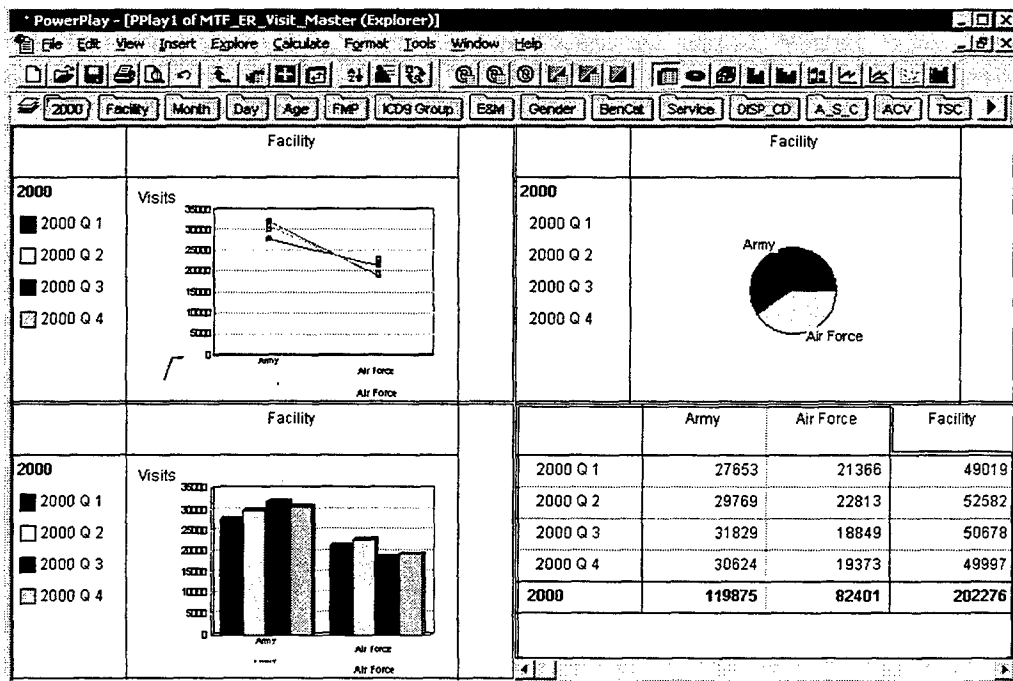 * PowerPlay - [PPlay1 of MTF_ER_Visit_Master (Explorer)]
File Edit View Insert Explore Calculate Format Tools Window Help
2000 Facility Month Day Age FMP ICD9 Group E&M Gender BenCat Service DISP_CD A_S_C ACV TSC
Facility
2000
2000 Q 1
2000 Q 2
2000 Q 3
2000 Q 4
Visits
35000
30000
25000
20000
15000
10000
5000
0
Army
Air Force
Air Force
Facility
2000
2000 Q 1
2000 Q 2
2000 Q 3
2000 Q 4
Army
Air Force
Facility
2000
2000 Q 1
2000 Q 2
2000 Q 3
2000 Q 4
Visits
35000
30000
25000
20000
15000
10000
5000
0
Army
Air Force
Air Force
Army Air Force Facility
2000 Q 1 27653 21366 49019
2000 Q 2 29769 22813 52582
2000 Q 3 31829 18849 50678
2000 Q 4 30624 19373 49997
2000 119875 82401 202276